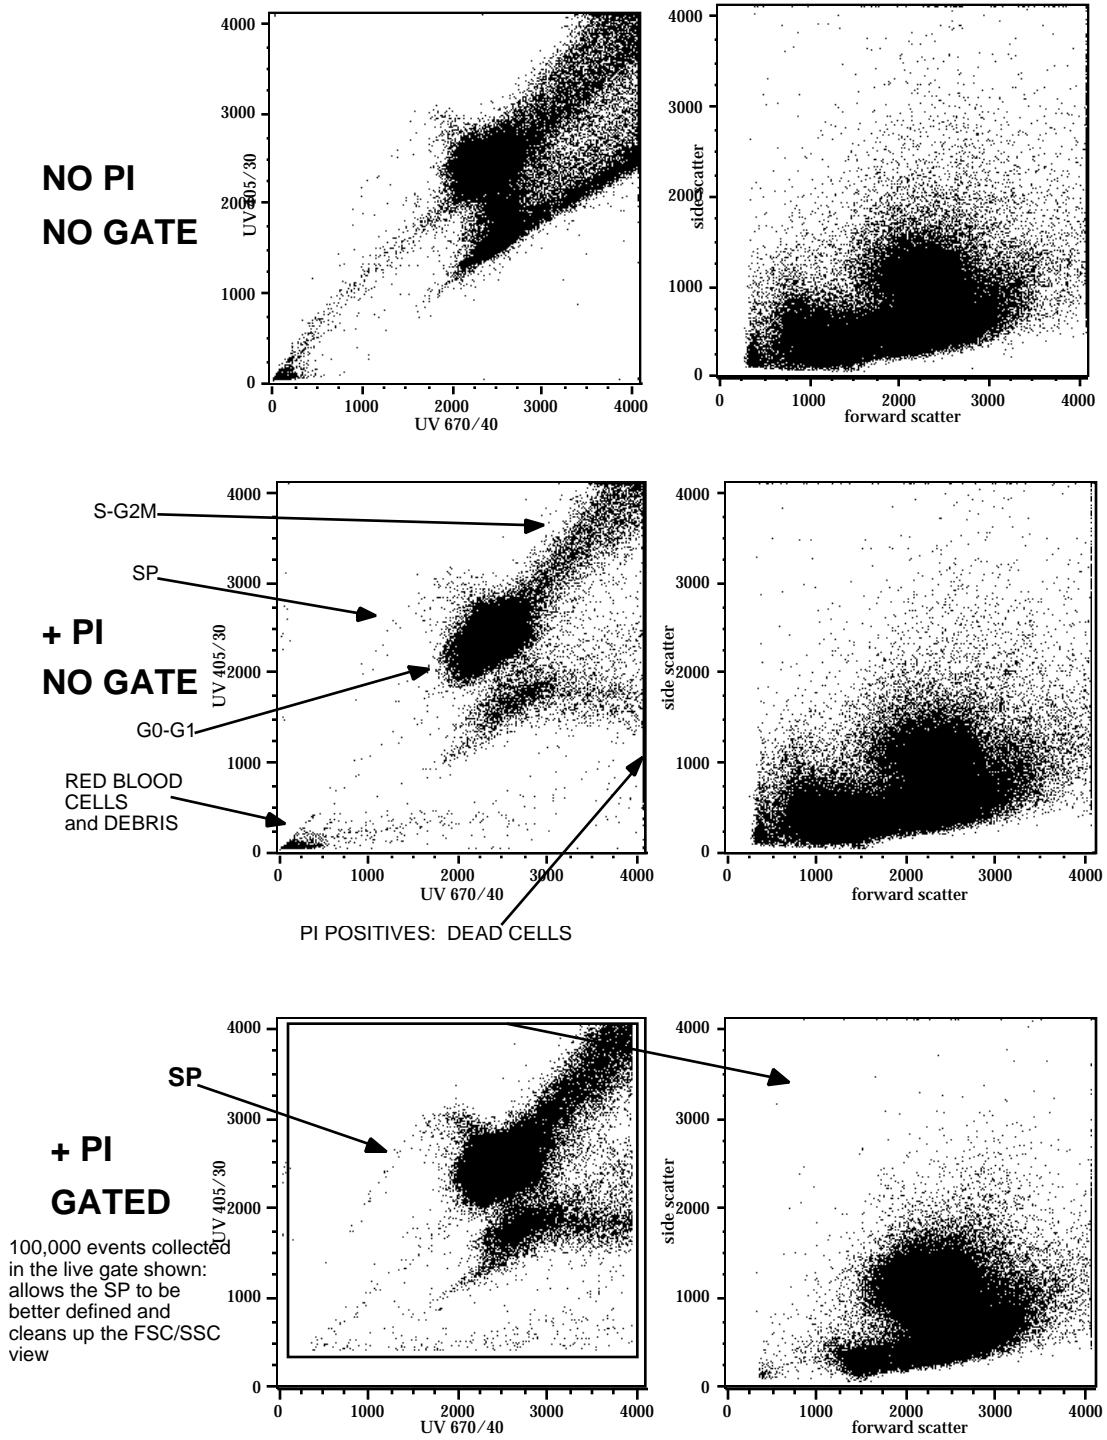 4000
3000
2000
1000
0
UV 405/30
0 1000 2000 3000 4000
UV 670/40
4000
3000
2000
1000
0
side scatter
0 1000 2000 3000 4000
forward scatter
NO PI
NO GATE
S-G2M
SP
+ PI
NO GATE
G0-G1
RED BLOOD
CELLS
and DEBRIS
4000
3000
2000
1000
0
UV 405/30
0 1000 2000 3000 4000
UV 670/40
PI POSITIVES: DEAD CELLS
4000
3000
2000
1000
0
side scatter
0 1000 2000 3000 4000
forward scatter
SP
+ PI
GATED
100,000 events collected
in the live gate shown:
allows the SP to be
better defined and
cleans up the FSC/SSC
view
4000
3000
2000
1000
0
UV 405/30
0 1000 2000 3000 4000
UV 670/40
4000
3000
2000
1000
0
side scatter
0 1000 2000 3000 4000
forward scatter